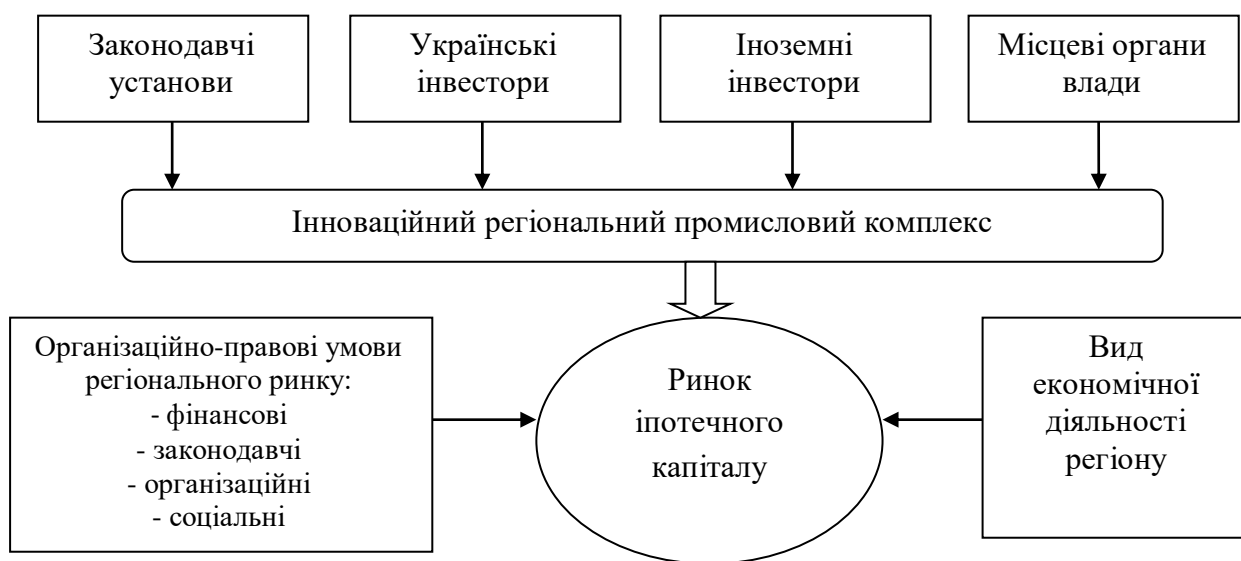 Законодавчі
установи
Українські
інвестори
Іноземні
інвестори
Місцеві органи
влади
Інноваційний регіональний промисловий комплекс
Організаційно-правові умови
регіонального ринку:
- фінансові
- законодавчі
- організаційні
- соціальні
Ринок
іпотечного
капіталу
Вид
економічної
діяльності
регіону